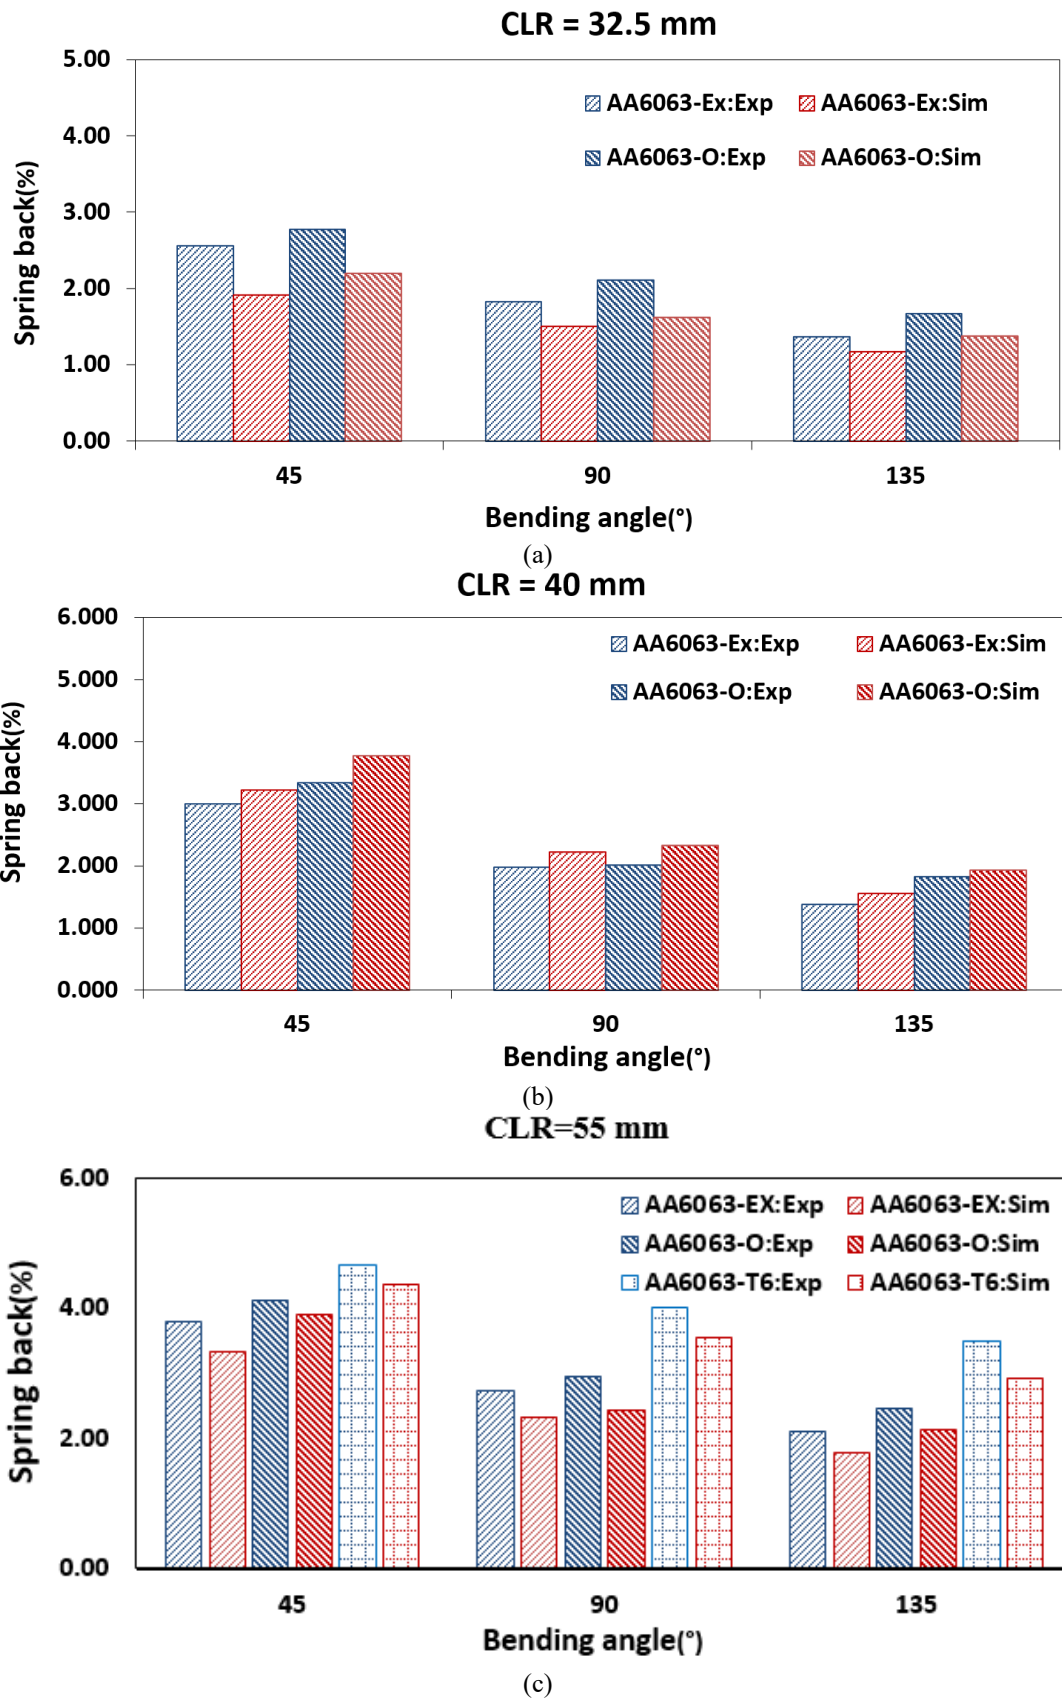 CLR = 32.5 mm
5.00
4.00
3.00
2.00
1.00
0.00
Spring back(%)
AA6063-Ex:Exp AA6063-Ex:Sim
AA6063-O:Exp AA6063-O:Sim
45 90 135
Bending angle(°)
(a)
CLR = 40 mm
6.000
5.000
4.000
3.000
2.000
1.000
0.000
Spring back(%)
AA6063-Ex:Exp AA6063-Ex:Sim
AA6063-O:Exp AA6063-O:Sim
45 90 135
Bending angle(°)
(b)
CLR=55 mm
6.00
4.00
2.00
0.00
Spring back(%)
AA6063-EX:Exp AA6063-EX:Sim
AA6063-O:Exp AA6063-O:Sim
AA6063-T6:Exp AA6063-T6:Sim
45 90 135
Bending angle(°)
(c)